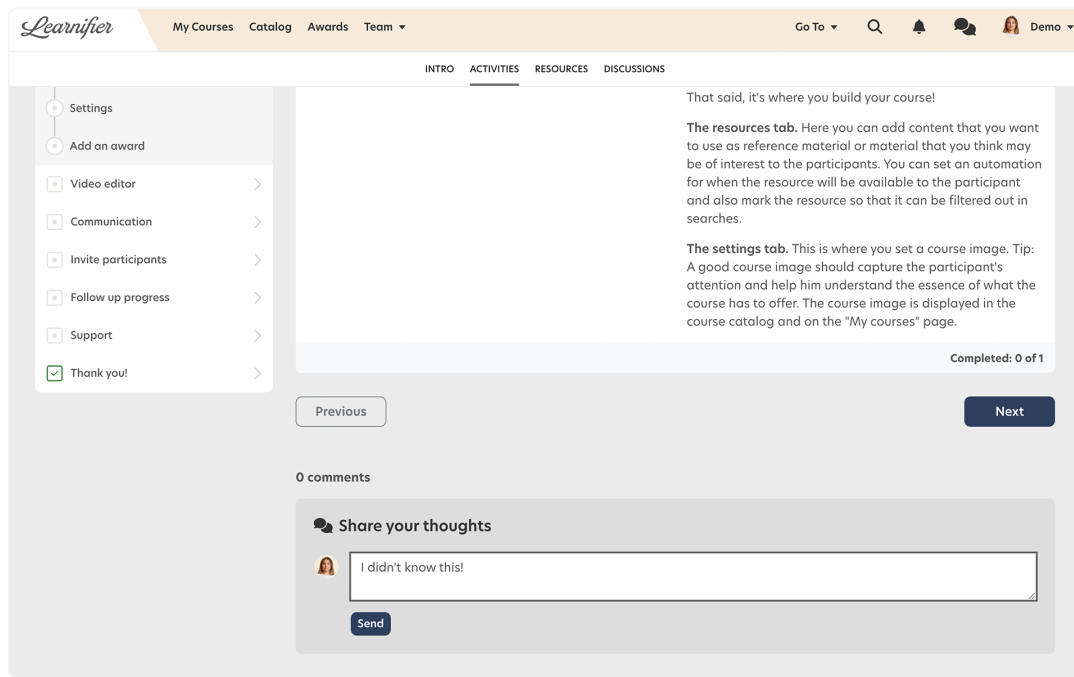 Learnifier
My Courses Catalog Awards Team
Go To Demo
INTRO ACTIVITIES RESOURCES DISCUSSIONS
Settings
Add an award
Video editor
Communication
Invite participants
Follow up progress
Support
Thank you!
That said, it's where you build your course!
The resources tab. Here you can add content that you want
to use as reference material or material that you think may
be of interest to the participants. You can set an automation
for when the resource will be available to the participant
and also mark the resource so that it can be filtered out in
searches.
The settings tab. This is where you set a course image. Tip:
A good course image should capture the participant's
attention and help him understand the essence of what the
course has to offer. The course image is displayed in the
course catalog and on the "My courses" page.
Completed: 0 of 1
Previous
Next
0 comments
Share your thoughts
I didn't know this!
Send